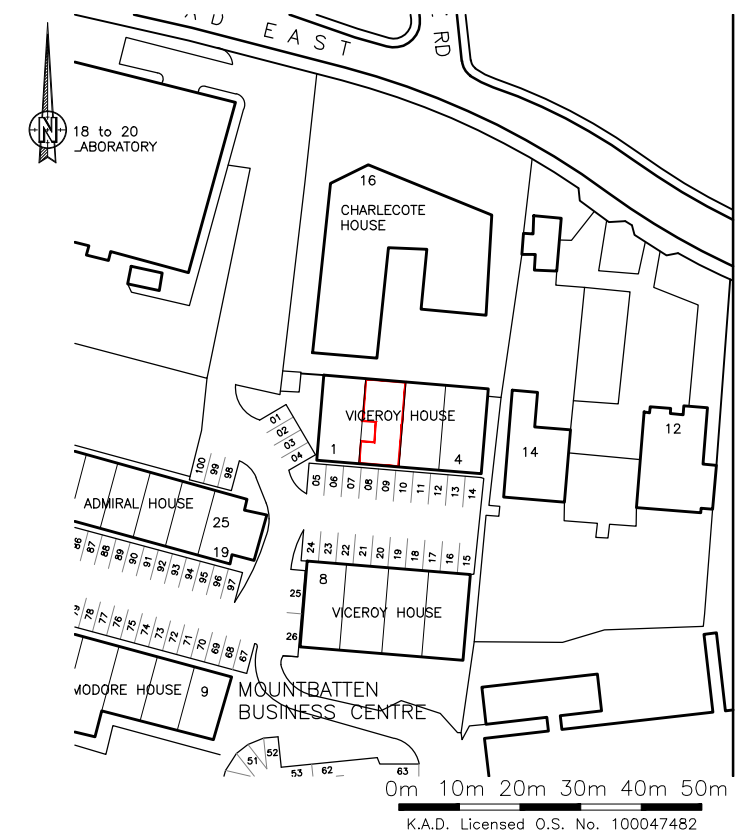 EAST
RD
N
18 to 20
LABORATORY
16
CHARLECOTE
HOUSE
VICEROY HOUSE
1
4
14
12
01
02
03
04
05 06 07 08 09 10 11 12 13 14
100 99 98
ADMIRAL HOUSE
25
19
24 23 22 21 20 19 18 17 16 15
86 87 88 89 90 91 92 93 94 95 96 97
8
VICEROY HOUSE
25
26
79 78 77 76 75 74 73 72 71 70 69 68 67
MODORE HOUSE 9
MOUNTBATTEN
BUSINESS CENTRE
51 52 53 62 63
0m 10m 20m 30m 40m 50m
K.A.D. Licensed O.S. No. 100047482